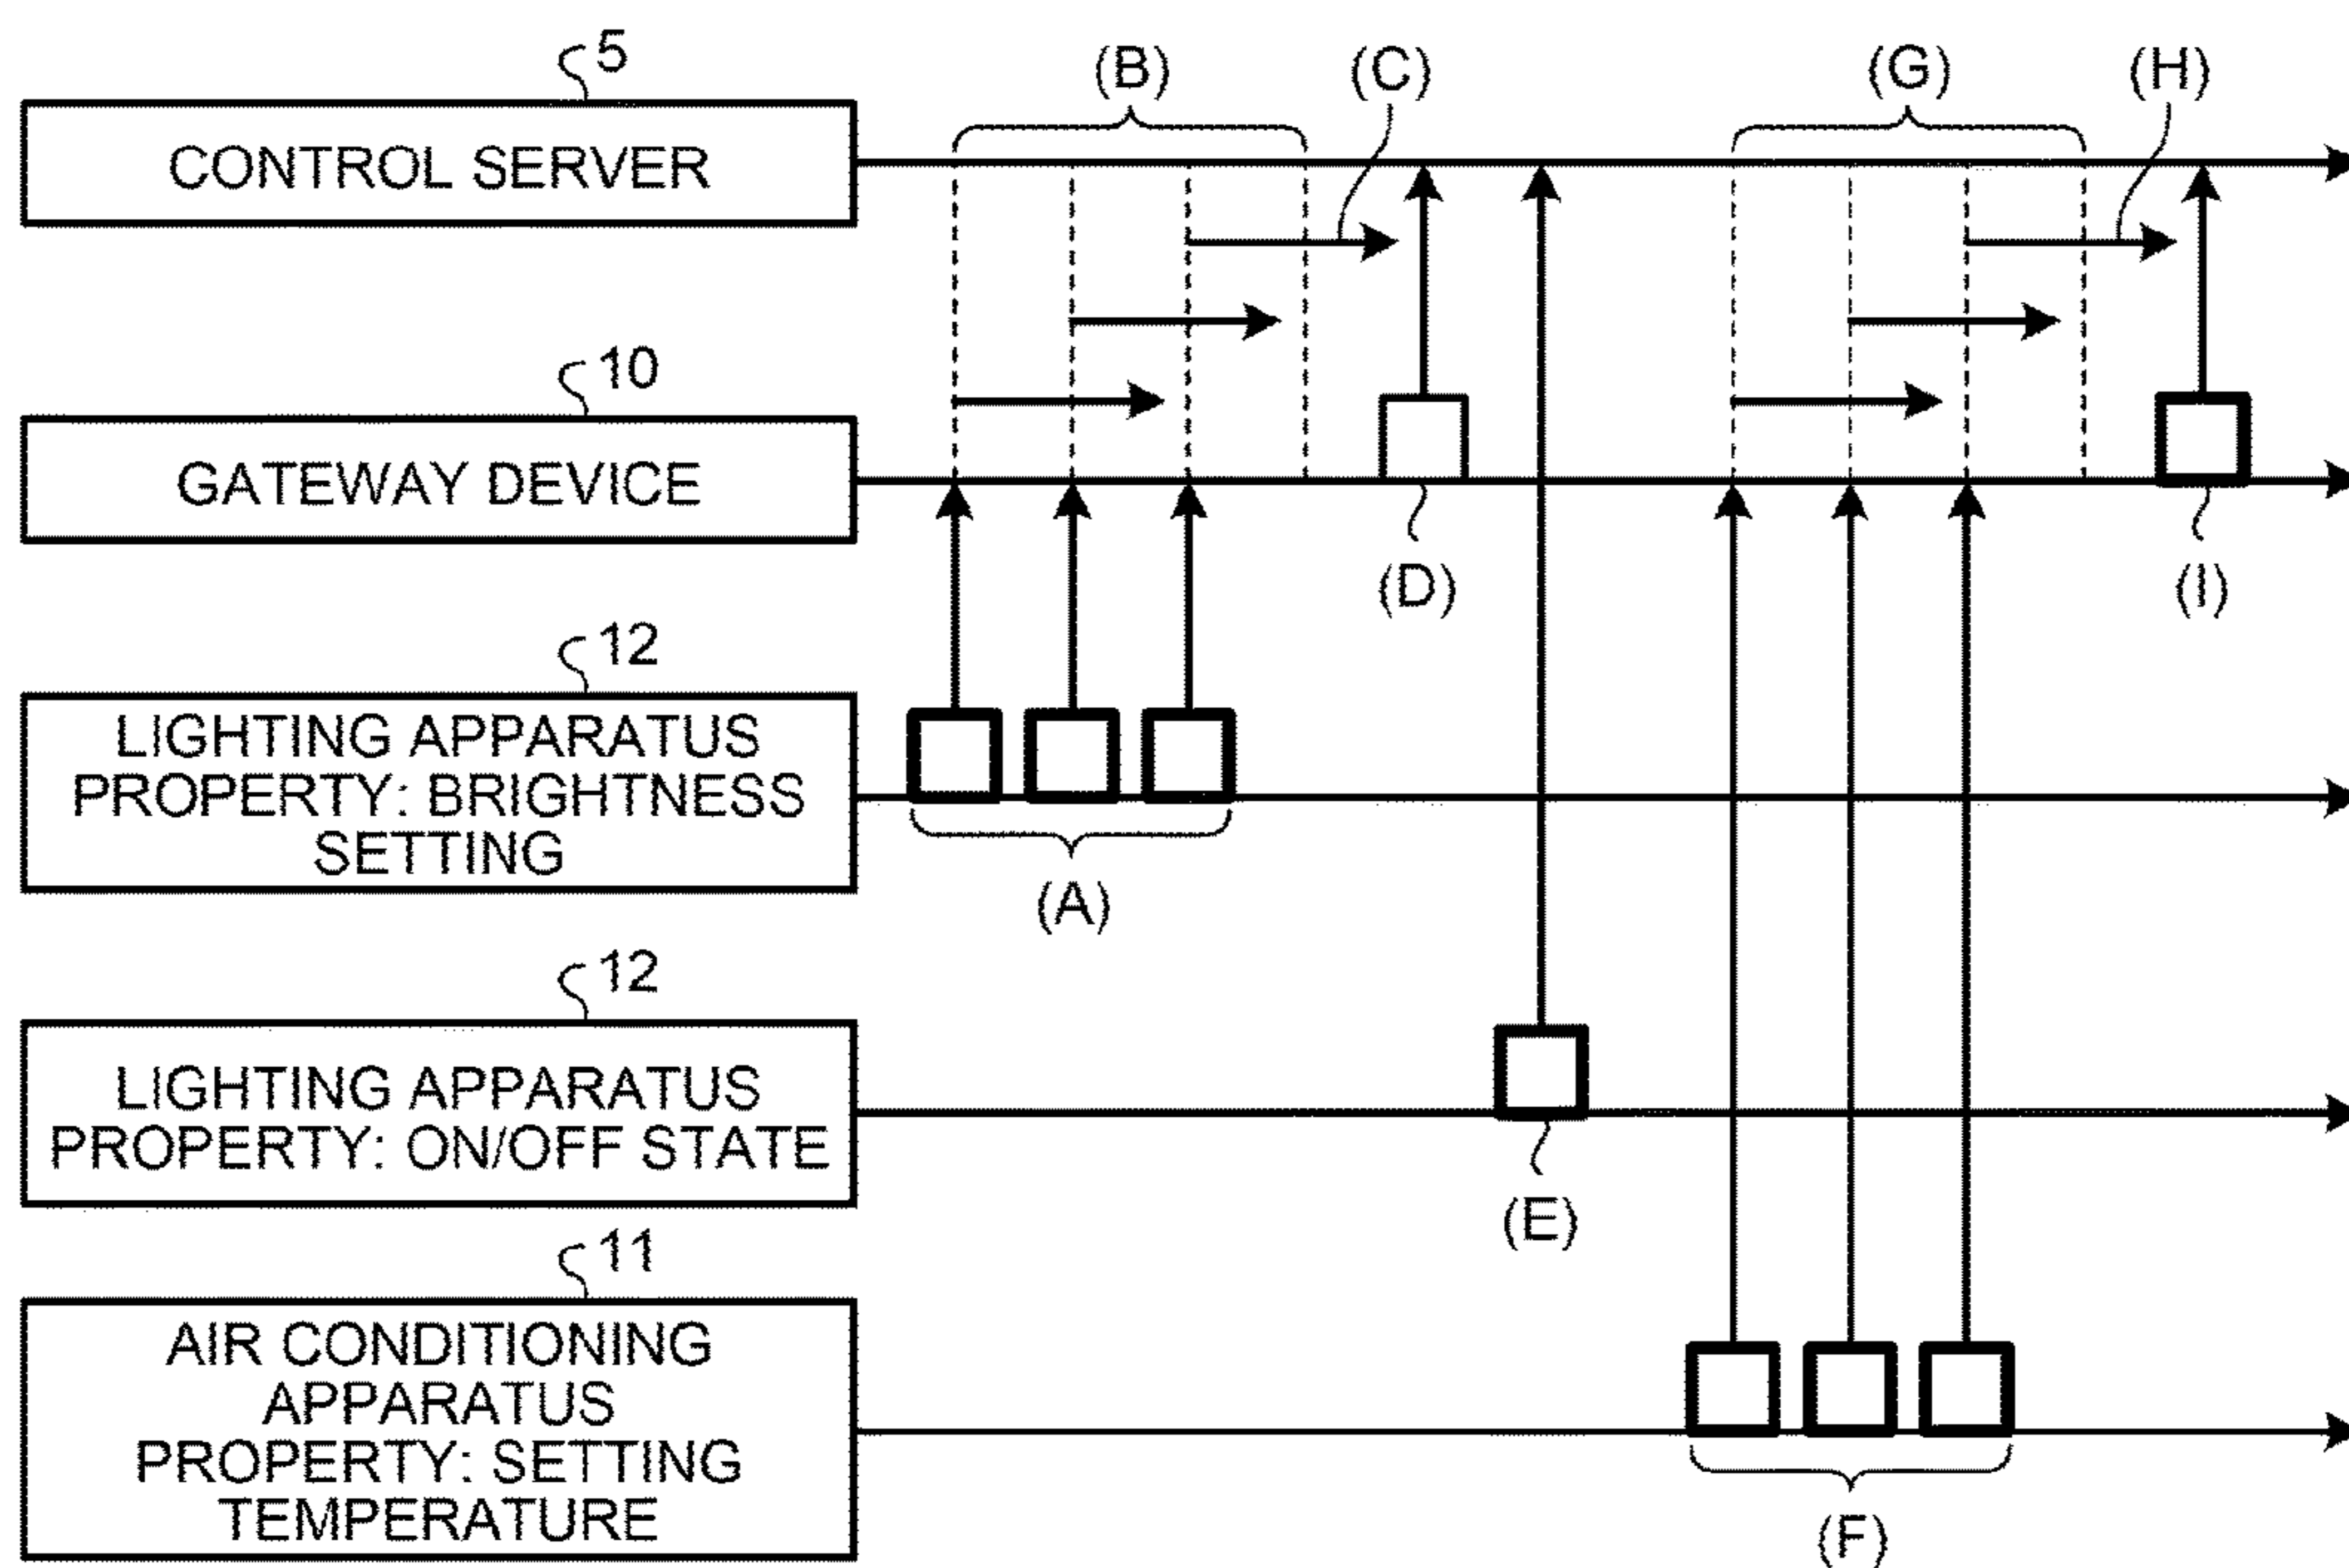 5
(B)
(C)
(G)
(H)
CONTROL SERVER
10
GATEWAY DEVICE
(D)
(I)
12
LIGHTING APPARATUS
PROPERTY: BRIGHTNESS
SETTING
(A)
12
LIGHTING APPARATUS
PROPERTY: ON/OFF STATE
(E)
11
AIR CONDITIONING
APPARATUS
PROPERTY: SETTING
TEMPERATURE
(F)